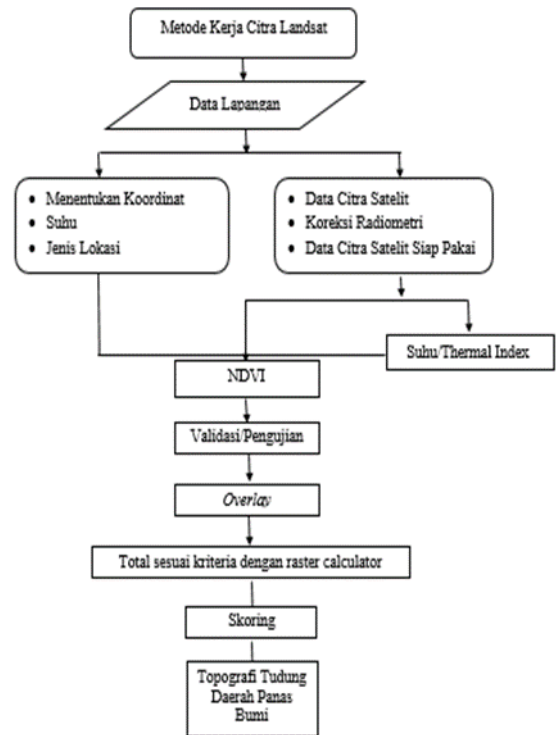 Metode Kerja Citra Landsat
Data Lapangan
• Menentukan Koordinat
• Suhu
• Jenis Lokasi
• Data Citra Satelit
• Koreksi Radiometri
• Data Citra Satelit Siap Pakai
Suhu/Thermal Index
NDVI
Validasi/Pengujian
Overlay
Total sesuai kriteria dengan raster calculator
Skoring
Topografi Tudung
Daerah Panas
Bumi